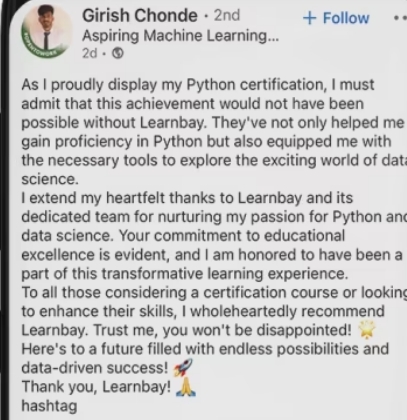 Girish Chonde · 2nd
+ Follow
Aspiring Machine Learning...
2d ·
As I proudly display my Python certification, I must
admit that this achievement would not have been
possible without Learnbay. They've not only helped me
gain proficiency in Python but also equipped me with
the necessary tools to explore the exciting world of data
science.
I extend my heartfelt thanks to Learnbay and its
dedicated team for nurturing my passion for Python and
data science. Your commitment to educational
excellence is evident, and I am honored to have been a
part of this transformative learning experience.
To all those considering a certification course or looking
to enhance their skills, I wholeheartedly recommend
Learnbay. Trust me, you won't be disappointed! 🌟
Here's to a future filled with endless possibilities and
data-driven success! 🚀
Thank you, Learnbay! 🙏
hashtag